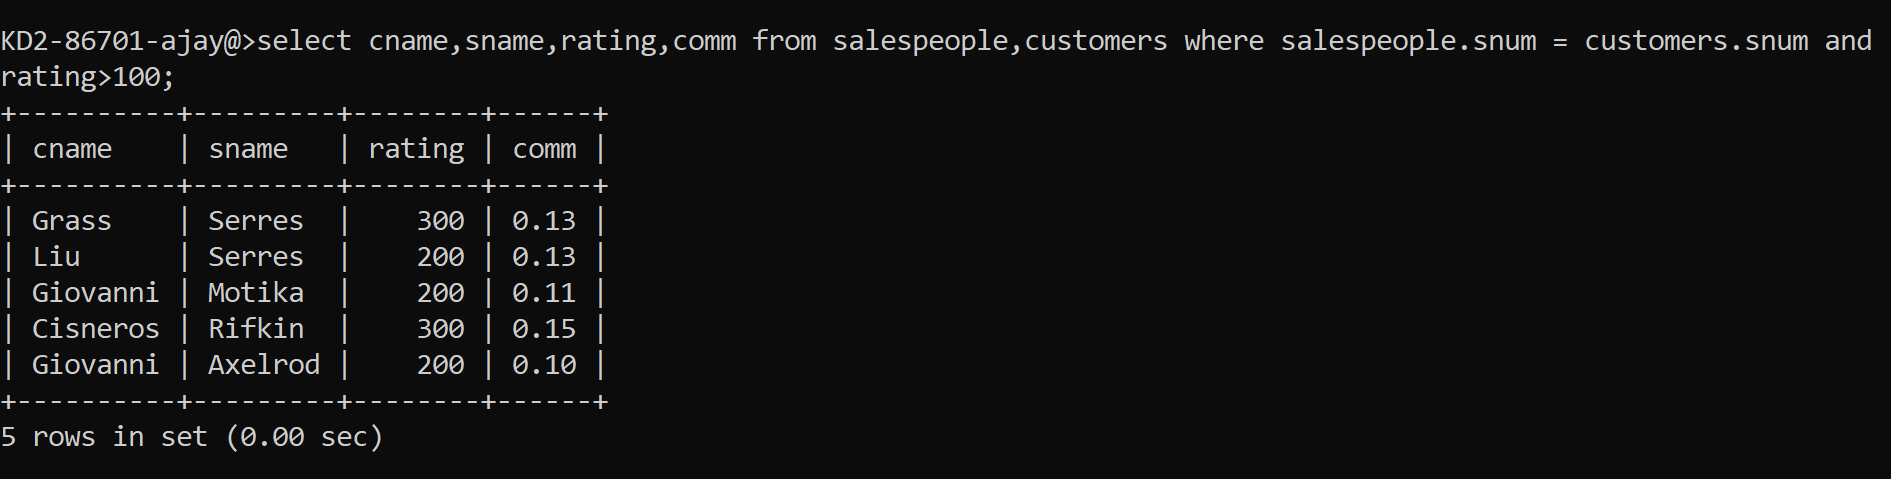 KD2-86701-ajay@>select cname,sname,rating,comm from salespeople,customers where salespeople.snum = customers.snum and
rating>100;
+----------+---------+--------+------+
| cname    | sname   | rating | comm |
+----------+---------+--------+------+
| Grass    | Serres  |    300 | 0.13 |
| Liu      | Serres  |    200 | 0.13 |
| Giovanni | Motika  |    200 | 0.11 |
| Cisneros | Rifkin  |    300 | 0.15 |
| Giovanni | Axelrod |    200 | 0.10 |
+----------+---------+--------+------+
5 rows in set (0.00 sec)